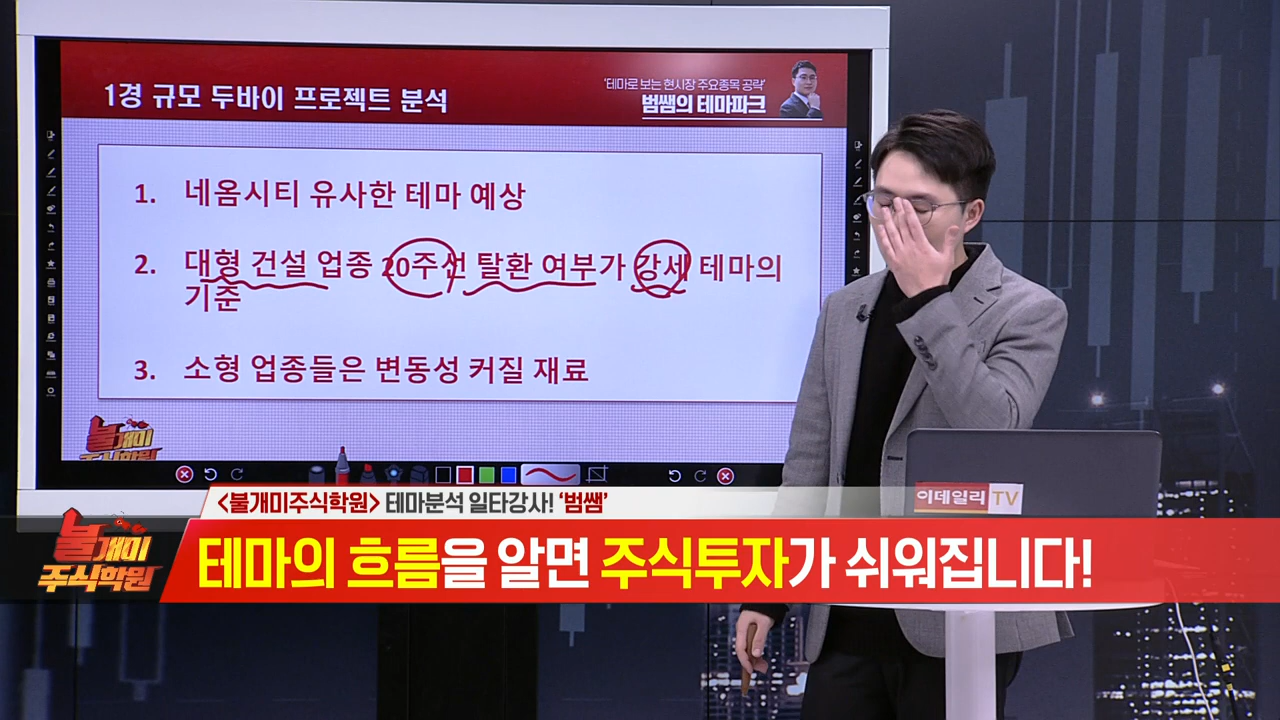 1경 규모 두바이 프로젝트 분석
'테마로 보는 현시장 주요종목 공략'
범쌤의 테마파크
1. 네옴시티 유사한 테마 예상
2. 대형 건설 업종 20주선 탈환 여부가 강세 테마의
기준
3. 소형 업종들은 변동성 커질 재료
불개미
주식학원
이데일리 TV
<불개미주식학원> 테마분석 일타강사! '범쌤'
불개미
주식학원
테마의 흐름을 알면 주식투자가 쉬워집니다!